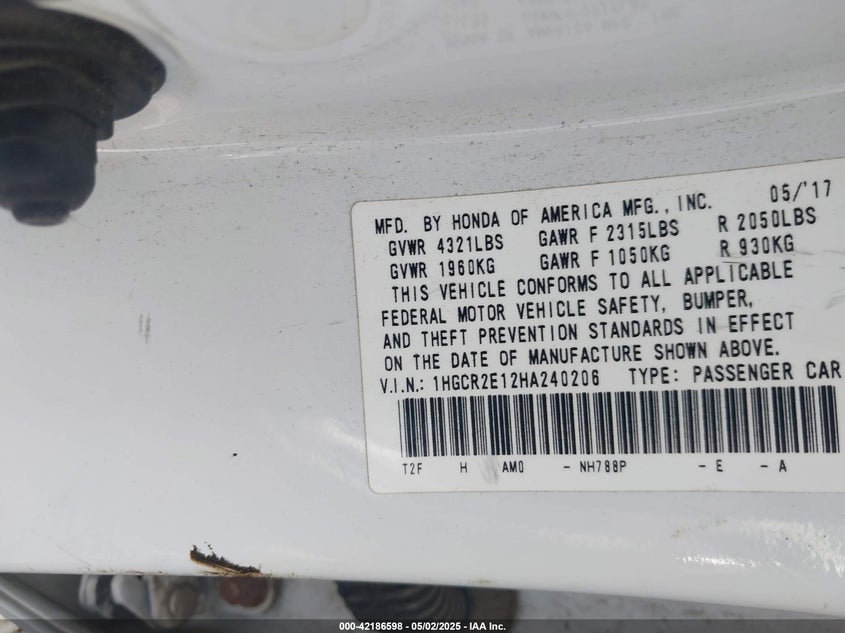 MFD. BY HONDA OF AMERICA MFG., INC. 05/'17
GVWR 4321LBS GAWR F 2315LBS R 2050LBS
GVWR 1960KG GAWR F 1050KG R 930KG
THIS VEHICLE CONFORMS TO ALL APPLICABLE
FEDERAL MOTOR VEHICLE SAFETY, BUMPER,
AND THEFT PREVENTION STANDARDS IN EFFECT
ON THE DATE OF MANUFACTURE SHOWN ABOVE.
V.I.N.: 1HGCR2E12HA240206 TYPE: PASSENGER CAR
T2F H AM0 - NH788P - E - A
000-42186598 - 05/02/2025 - IAA Inc.